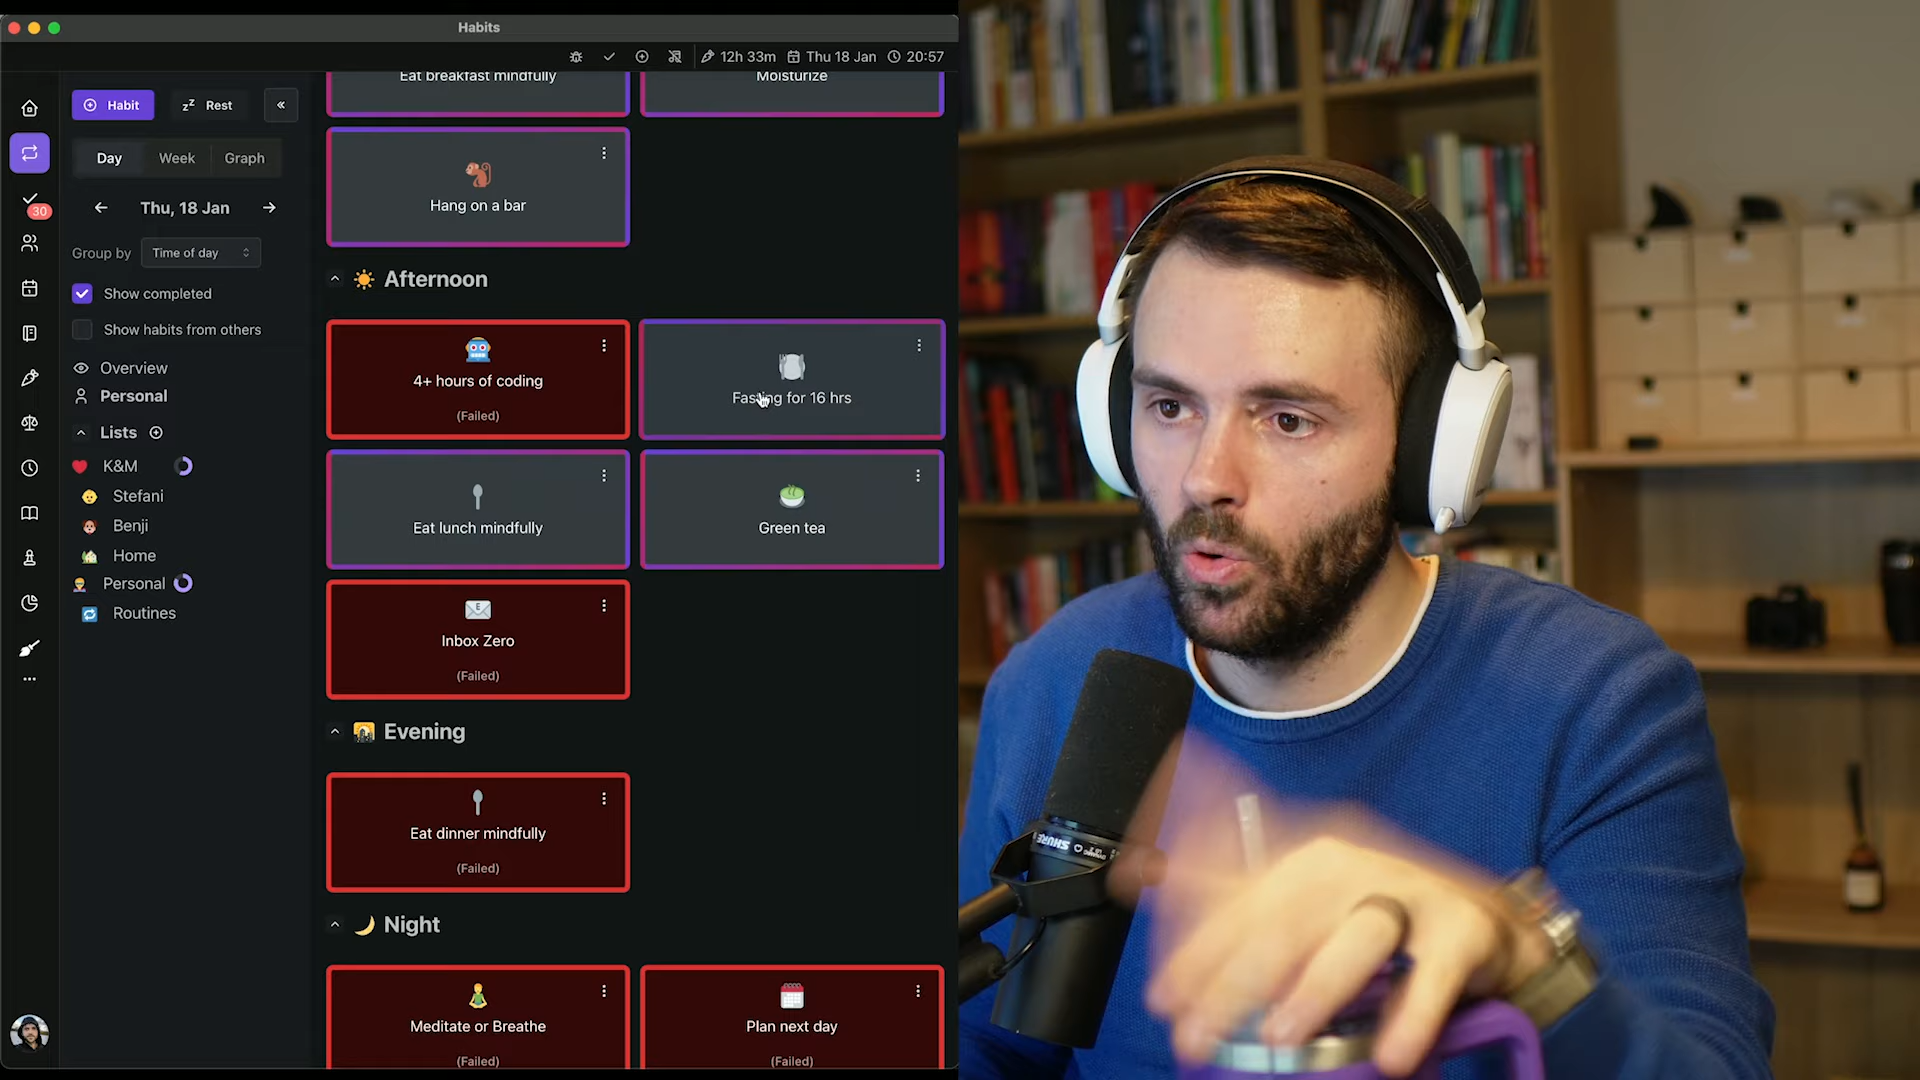 Habits
12h 33m Thu 18 Jan 20:57
Habit
Rest
Day Week Graph
Thu, 18 Jan
Group by Time of day
Show completed
Show habits from others
Overview
Personal
Lists
K&M
Stefani
Benji
Home
Personal
Routines
30
Eat breakfast mindfully
Moisturize
Hang on a bar
Afternoon
4+ hours of coding
(Failed)
Fasting for 16 hrs
Eat lunch mindfully
Green tea
Inbox Zero
(Failed)
Evening
Eat dinner mindfully
(Failed)
Night
Meditate or Breathe
(Failed)
Plan next day
(Failed)
SHURE